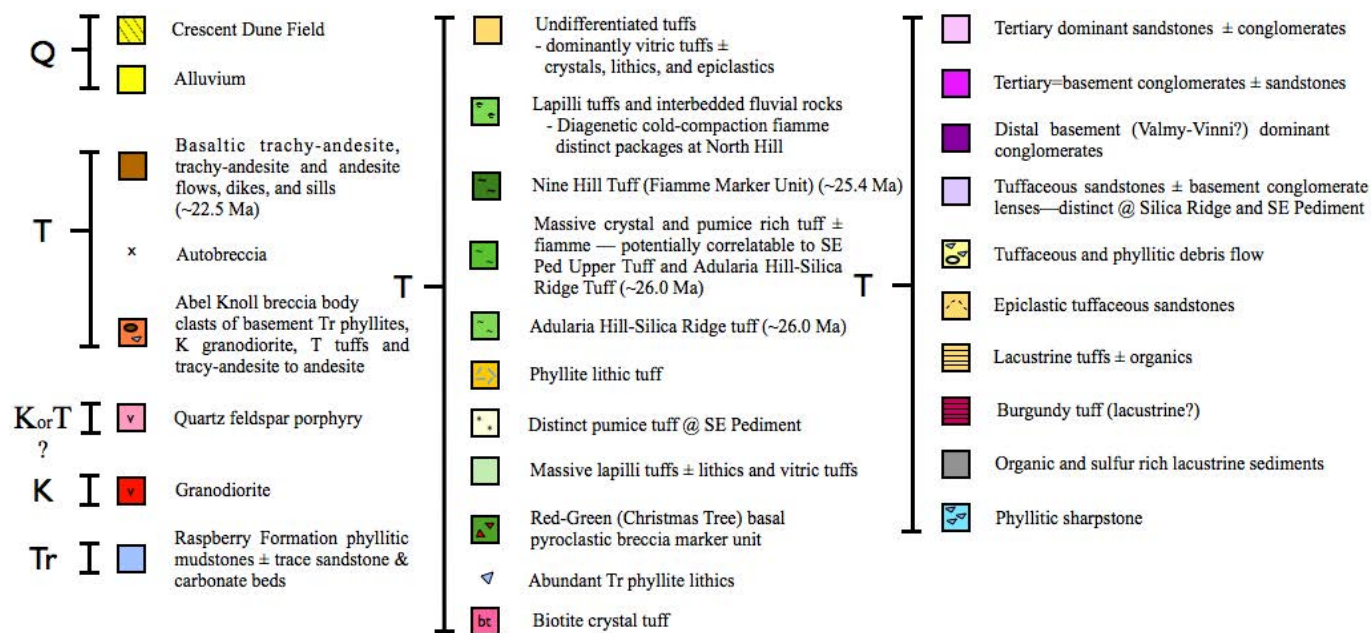 Q
Crescent Dune Field
Alluvium
T
Basaltic trachy-andesite,
trachy-andesite and andesite
flows, dikes, and sills
(~22.5 Ma)
x
Autobreccia
Abel Knoll breccia body
clasts of basement Tr phyllites,
K granodiorite, T tuffs and
tracy-andesite to andesite
K or T
?
v
Quartz feldspar porphyry
K
v
Granodiorite
Tr
Raspberry Formation phyllitic
mudstones ± trace sandstone &
carbonate beds
T
Undifferentiated tuffs
- dominantly vitric tuffs ±
crystals, lithics, and epiclastics
Lapilli tuffs and interbedded fluvial rocks
- Diagenetic cold-compaction fiamme
distinct packages at North Hill
Nine Hill Tuff (Fiamme Marker Unit) (~25.4 Ma)
Massive crystal and pumice rich tuff ±
fiamme — potentially correlatable to SE
Ped Upper Tuff and Adularia Hill-Silica
Ridge Tuff (~26.0 Ma)
Adularia Hill-Silica Ridge tuff (~26.0 Ma)
Phyllite lithic tuff
Distinct pumice tuff @ SE Pediment
Massive lapilli tuffs ± lithics and vitric tuffs
Red-Green (Christmas Tree) basal
pyroclastic breccia marker unit
Abundant Tr phyllite lithics
bt
Biotite crystal tuff
T
Tertiary dominant sandstones ± conglomerates
Tertiary=basement conglomerates ± sandstones
Distal basement (Valmy-Vinni?) dominant
conglomerates
Tuffaceous sandstones ± basement conglomerate
lenses—distinct @ Silica Ridge and SE Pediment
Tuffaceous and phyllitic debris flow
Epiclastic tuffaceous sandstones
Lacustrine tuffs ± organics
Burgundy tuff (lacustrine?)
Organic and sulfur rich lacustrine sediments
Phyllitic sharpstone